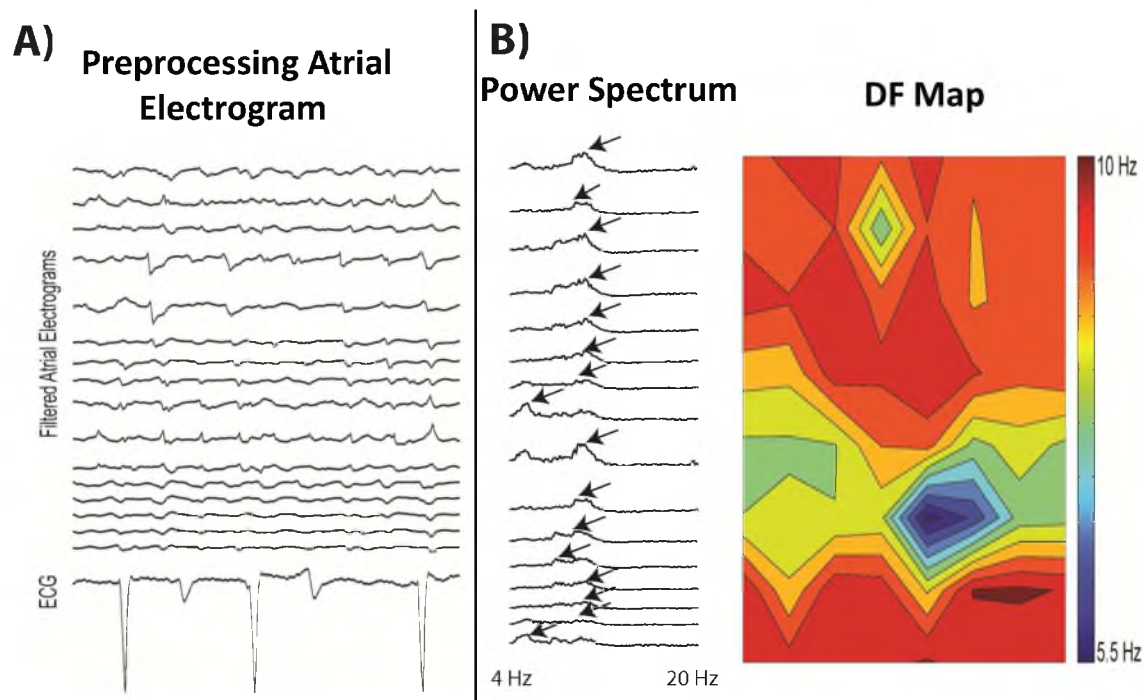 A)
Preprocessing Atrial
Electrogram
Filtered Atrial Electrograms
ECG
B)
Power Spectrum
DF Map
10 Hz
5.5 Hz
4 Hz
20 Hz